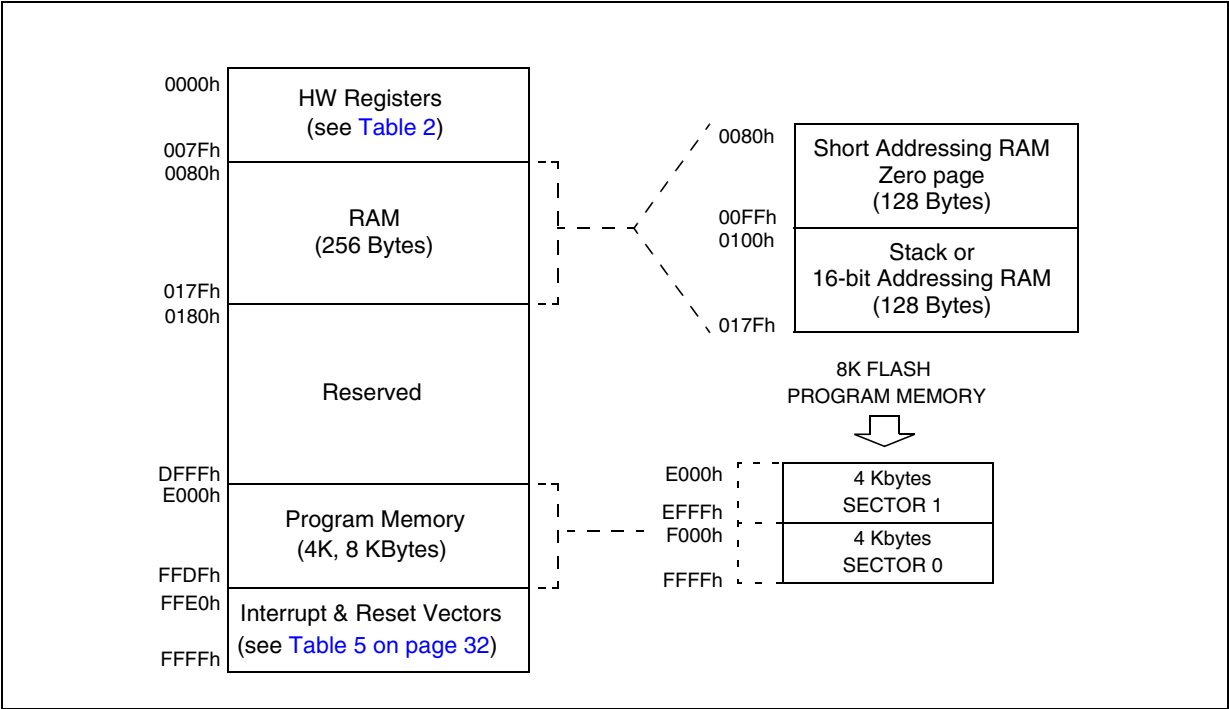 0000h
HW Registers
(see Table 2)
007Fh
0080h
RAM
(256 Bytes)
017Fh
0180h
Reserved
DFFFh
E000h
Program Memory
(4K, 8 KBytes)
FFDFh
FFE0h
Interrupt & Reset Vectors
(see Table 5 on page 32)
FFFFh
0080h
Short Addressing RAM
Zero page
(128 Bytes)
00FFh
0100h
Stack or
16-bit Addressing RAM
(128 Bytes)
017Fh
8K FLASH
PROGRAM MEMORY
E000h
4 Kbytes
SECTOR 1
EFFFh
F000h
4 Kbytes
SECTOR 0
FFFFh